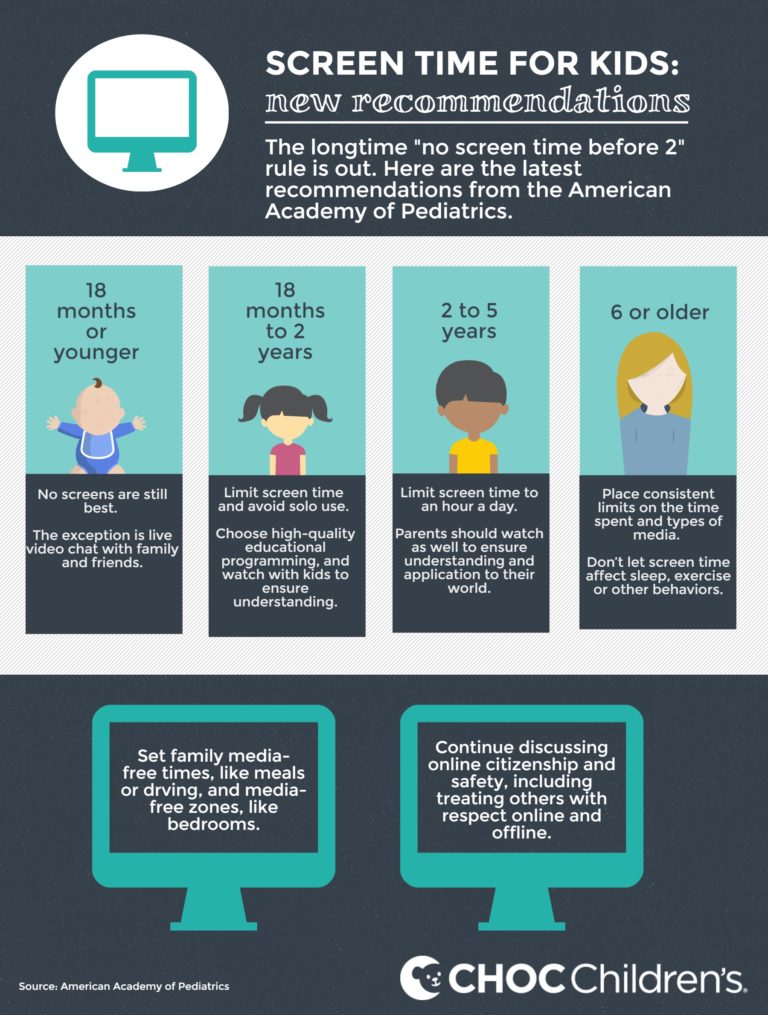 SCREEN TIME FOR KIDS:
new recommendations
The longtime "no screen time before 2"
rule is out. Here are the latest
recommendations from the American
Academy of Pediatrics.
18
months
or
younger
No screens are still
best.
The exception is live
video chat with family
and friends.
18
months
to 2
years
Limit screen time
and avoid solo use.
Choose high-quality
educational
programming, and
watch with kids to
ensure
understanding.
2 to 5
years
Limit screen time to
an hour a day.
Parents should watch
as well to ensure
understanding and
application to their
world.
6 or older
Place consistent
limits on the time
spent and types of
media.
Don't let screen time
affect sleep, exercise
or other behaviors.
Set family media-
free times, like meals
or drving, and media-
free zones, like
bedrooms.
Continue discussing
online citizenship and
safety, including
treating others with
respect online and
offline.
Source: American Academy of Pediatrics
CHOC Children's®